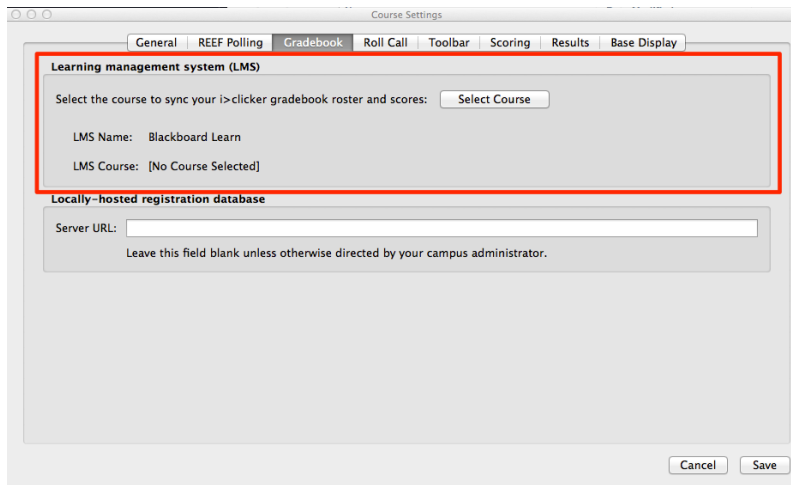 Course Settings
General REEF Polling Gradebook Roll Call Toolbar Scoring Results Base Display
Learning management system (LMS)
Select the course to sync your i>clicker gradebook roster and scores: Select Course
LMS Name: Blackboard Learn
LMS Course: [No Course Selected]
Locally-hosted registration database
Server URL:
Leave this field blank unless otherwise directed by your campus administrator.
Cancel Save